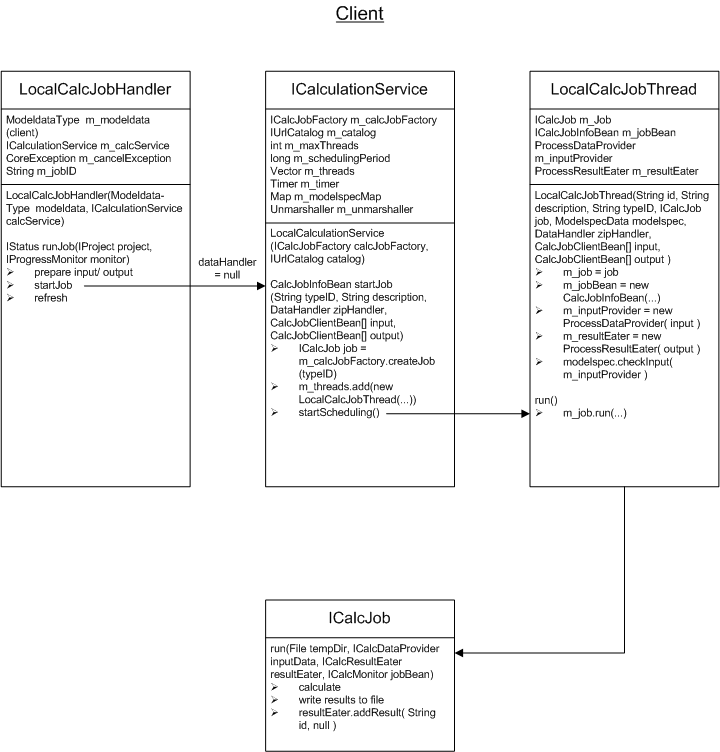 Client
LocalCalcJobHandler
ModeldataType m_modeldata
(client)
ICalculationService m_calcService
CoreException m_cancelException
String m_jobID
LocalCalcJobHandler(Modeldata-
Type modeldata, ICalculationService
calcService)
IStatus runJob(IProject project,
IProgressMonitor monitor)
➢ prepare input/ output
➢ startJob
➢ refresh
dataHandler
= null
ICalculationService
ICalcJobFactory m_calcJobFactory
IUrlCatalog m_catalog
int m_maxThreads
long m_schedulingPeriod
Vector m_threads
Timer m_timer
Map m_modelspecMap
Unmarshaller m_unmarshaller
LocalCalculationService
(ICalcJobFactory calcJobFactory,
IUrlCatalog catalog)
CalcJobInfoBean startJob
(String typeID, String description,
DataHandler zipHandler,
CalcJobClientBean[] input,
CalcJobClientBean[] output)
➢ ICalcJob job =
m_calcJobFactory.createJob
(typeID)
➢ m_threads.add(new
LocalCalcJobThread(...))
➢ startScheduling()
LocalCalcJobThread
ICalcJob m_Job
ICalcJobInfoBean m_jobBean
ProcessDataProvider
m_inputProvider
ProcessResultEater m_resultEater
LocalCalcJobThread(String id, String
description, String typeID, ICalcJob
job, ModelspecData modelspec,
DataHandler zipHandler,
CalcJobClientBean[] input,
CalcJobClientBean[] output )
➢ m_job = job
➢ m_jobBean = new
CalcJobInfoBean(...)
➢ m_inputProvider = new
ProcessDataProvider( input )
➢ m_resultEater = new
ProcessResultEater( output )
➢ modelspec.checkInput(
m_inputProvider )
run()
➢ m_job.run(...)
ICalcJob
run(File tempDir, ICalcDataProvider
inputData, ICalcResultEater
resultEater, ICalcMonitor jobBean)
➢ calculate
➢ write results to file
➢ resultEater.addResult( String
id, null )